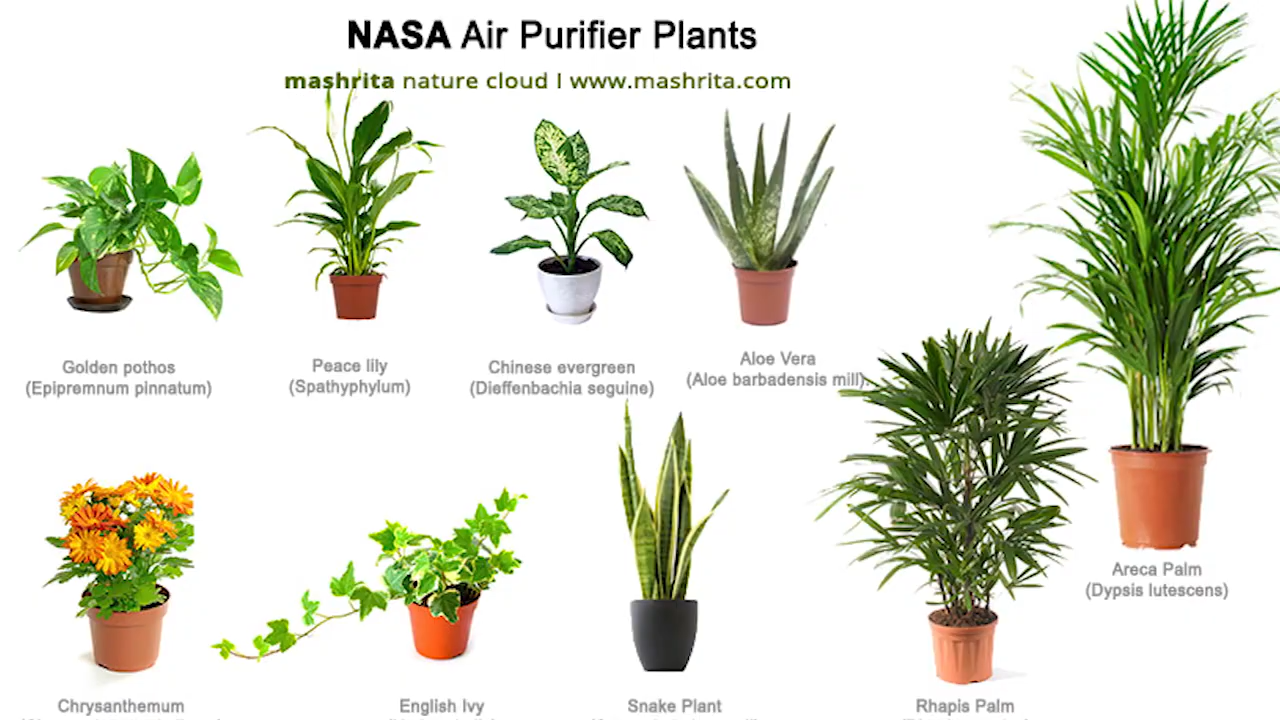 NASA Air Purifier Plants
mashrita nature cloud I www.mashrita.com
Golden pothos
(Epipremnum pinnatum)
Peace lily
(Spathyphylum)
Chinese evergreen
(Dieffenbachia seguine)
Aloe Vera
(Aloe barbadensis mill).
Areca Palm
(Dypsis lutescens)
Chrysanthemum
English Ivy
Snake Plant
Rhapis Palm